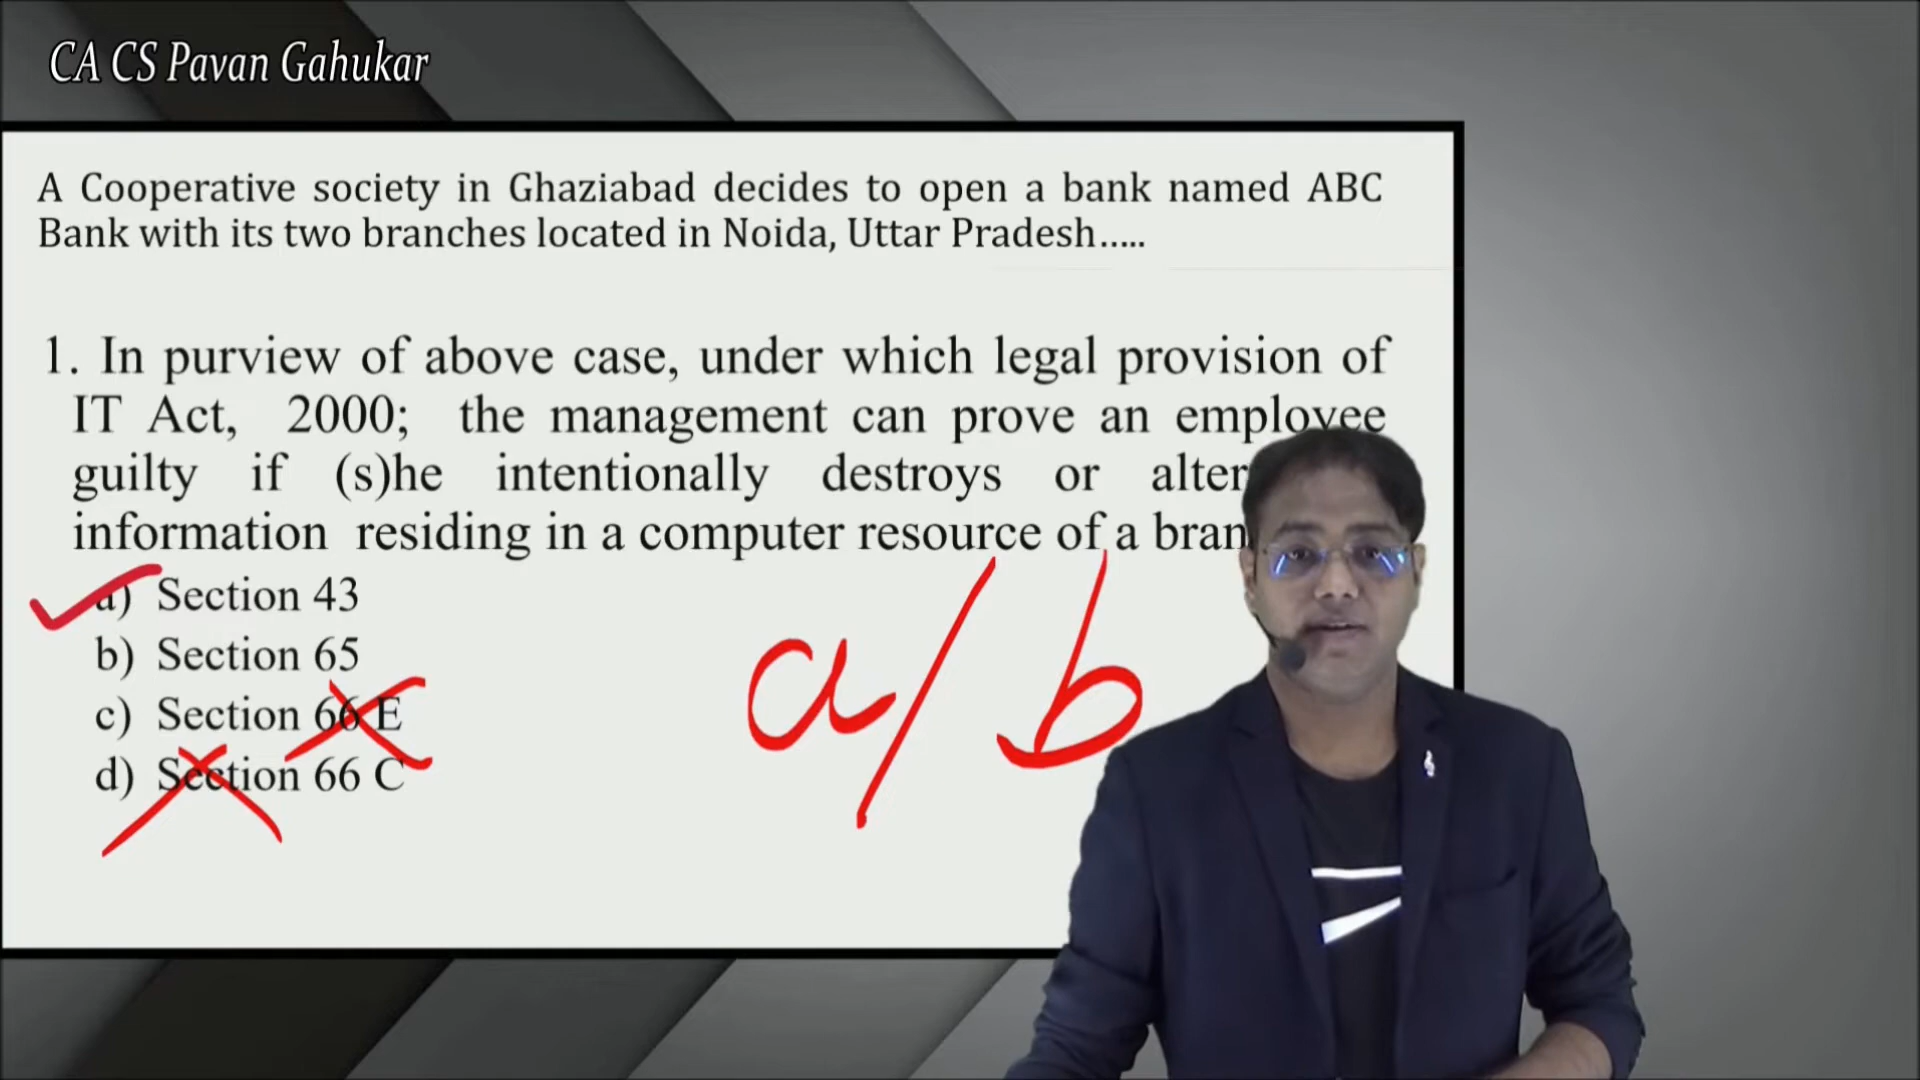 CA CS Pavan Gahukar
A Cooperative society in Ghaziabad decides to open a bank named ABC
Bank with its two branches located in Noida, Uttar Pradesh.....
1. In purview of above case, under which legal provision of
IT Act, 2000; the management can prove an employee
guilty if (s)he intentionally destroys or
information residing in a computer resource of a
a) Section 43
b) Section 65
c) Section 66 E
d) Section 66 C
a/b